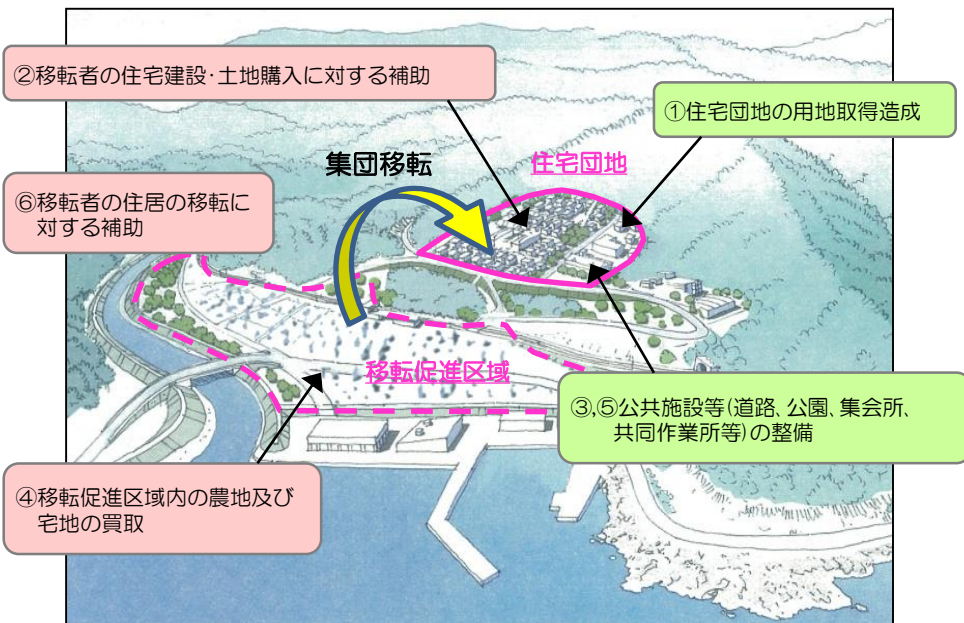 ②移転者の住宅建設・土地購入に対する補助
①住宅団地の用地取得造成
集団移転
住宅団地
⑥移転者の住居の移転に
対する補助
移転促進区域
③,⑤公共施設等(道路、公園、集会所、
共同作業所等)の整備
④移転促進区域内の農地及び
宅地の買取